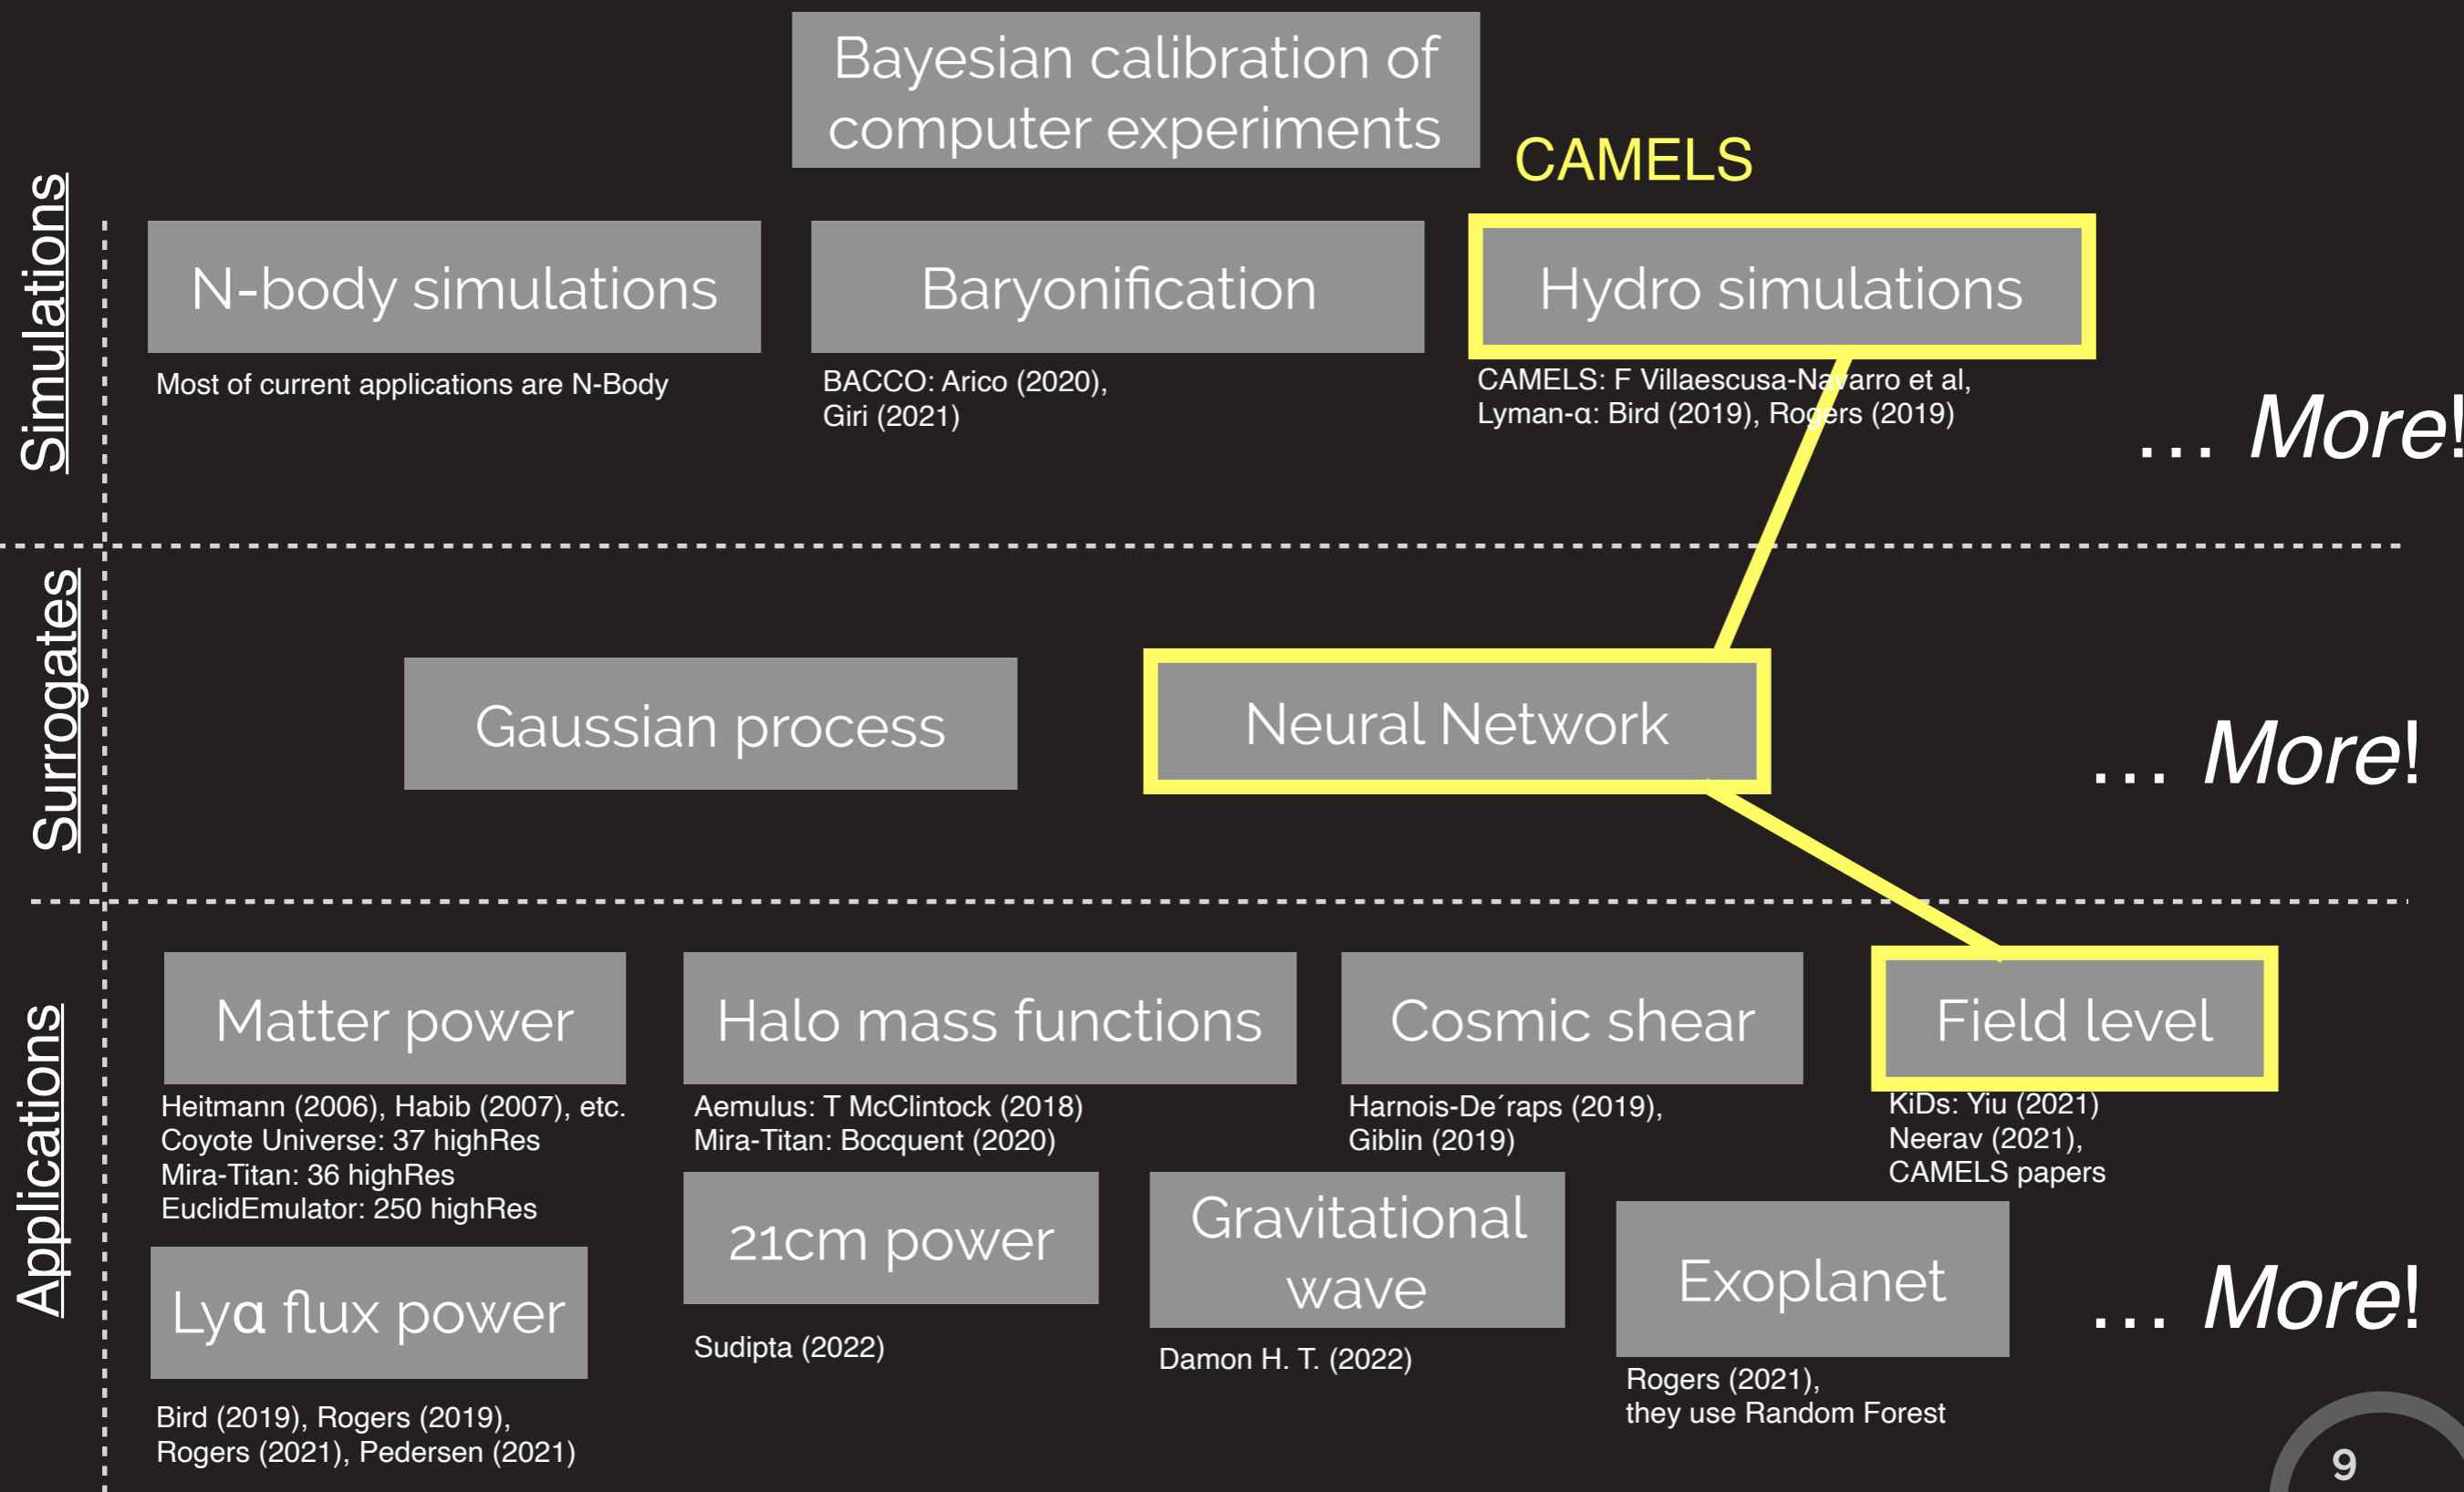 Bayesian calibration of
computer experiments
CAMELS
Simulations
N-body simulations
Most of current applications are N-Body
Baryonification
BACCO: Arico (2020),
Giri (2021)
Hydro simulations
CAMELS: F Villaescusa-Navarro et al,
Lyman-α: Bird (2019), Rogers (2019)
... More!
Surrogates
Gaussian process
Neural Network
... More!
Applications
Matter power
Heitmann (2006), Habib (2007), etc.
Coyote Universe: 37 highRes
Mira-Titan: 36 highRes
EuclidEmulator: 250 highRes
Halo mass functions
Aemulus: T McClintock (2018)
Mira-Titan: Bocquent (2020)
Cosmic shear
Harnois-De´raps (2019),
Giblin (2019)
Field level
KiDs: Yiu (2021)
Neerav (2021),
CAMELS papers
Lyα flux power
Bird (2019), Rogers (2019),
Rogers (2021), Pedersen (2021)
21cm power
Sudipta (2022)
Gravitational
wave
Damon H. T. (2022)
Exoplanet
Rogers (2021),
they use Random Forest
... More!
9